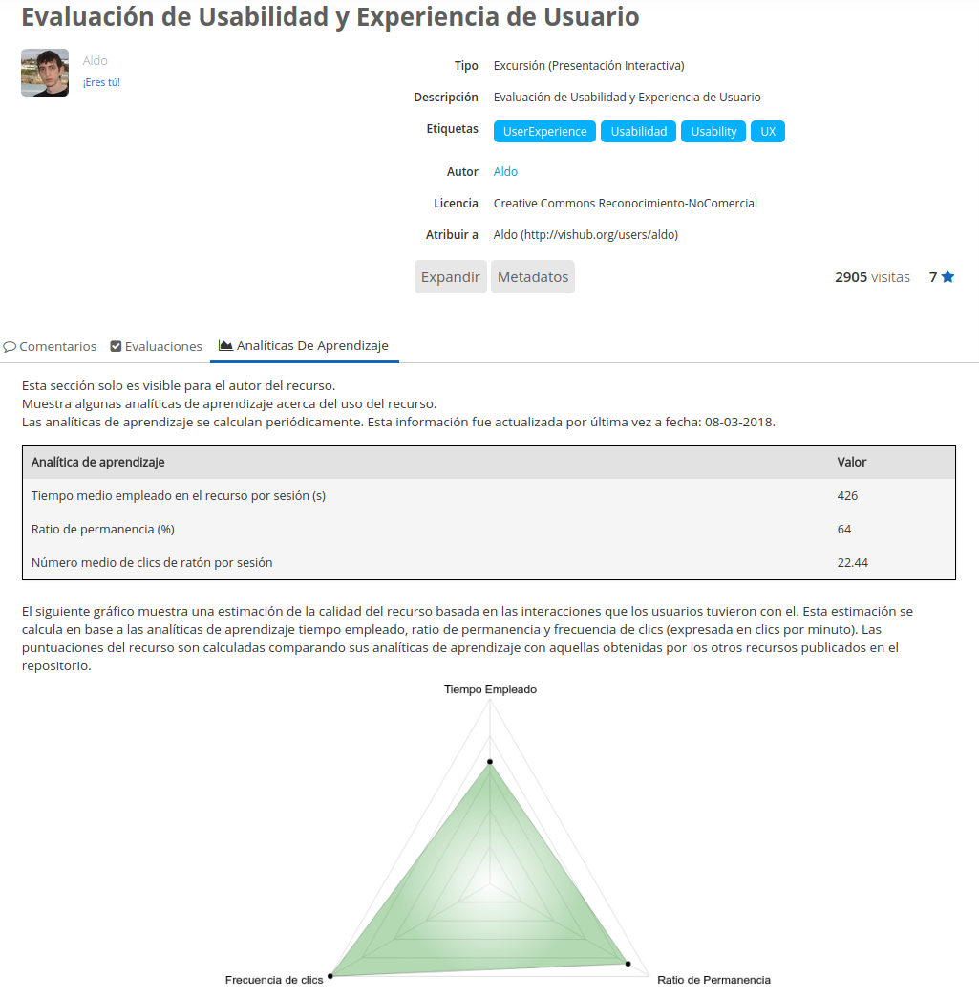 Evaluación de Usabilidad y Experiencia de Usuario
Aldo
¡Eres tú!
Tipo Excursión (Presentación Interactiva)
Descripción Evaluación de Usabilidad y Experiencia de Usuario
Etiquetas UserExperience Usabilidad Usability UX
Autor Aldo
Licencia Creative Commons Reconocimiento-NoComercial
Atribuir a Aldo (http://vishub.org/users/aldo)
Expandir Metadatos 2905 visitas 7
Comentarios Evaluaciones Analíticas De Aprendizaje
Esta sección solo es visible para el autor del recurso.
Muestra algunas analíticas de aprendizaje acerca del uso del recurso.
Las analíticas de aprendizaje se calculan periódicamente. Esta información fue actualizada por última vez a fecha: 08-03-2018.
Analítica de aprendizaje Valor
Tiempo medio empleado en el recurso por sesión (s) 426
Ratio de permanencia (%) 64
Número medio de clics de ratón por sesión 22.44
El siguiente gráfico muestra una estimación de la calidad del recurso basada en las interacciones que los usuarios tuvieron con el. Esta estimación se
calcula en base a las analíticas de aprendizaje tiempo empleado, ratio de permanencia y frecuencia de clics (expresada en clics por minuto). Las
puntuaciones del recurso son calculadas comparando sus analíticas de aprendizaje con aquellas obtenidas por los otros recursos publicados en el
repositorio.
Tiempo Empleado
Frecuencia de clics
Ratio de Permanencia